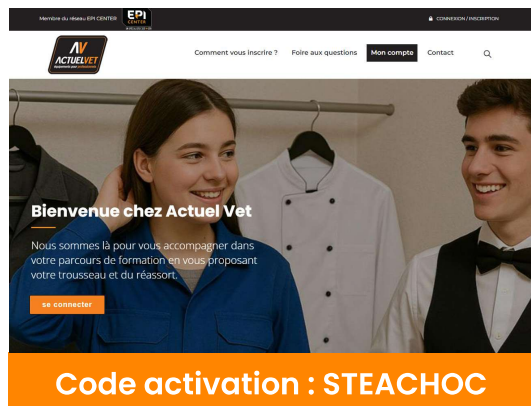 Membre du réseau EPI CENTER
EPI
CENTER
CONNEXION / INSCRIPTION
AV
ACTUELVET
Comment vous inscrire ?
Foire aux questions
Mon compte
Contact
Bienvenue chez Actuel Vet
Nous sommes là pour vous accompagner dans
votre parcours de formation en vous proposant
votre trousseau et du réassort.
se connecter
Code activation : STEACHOC